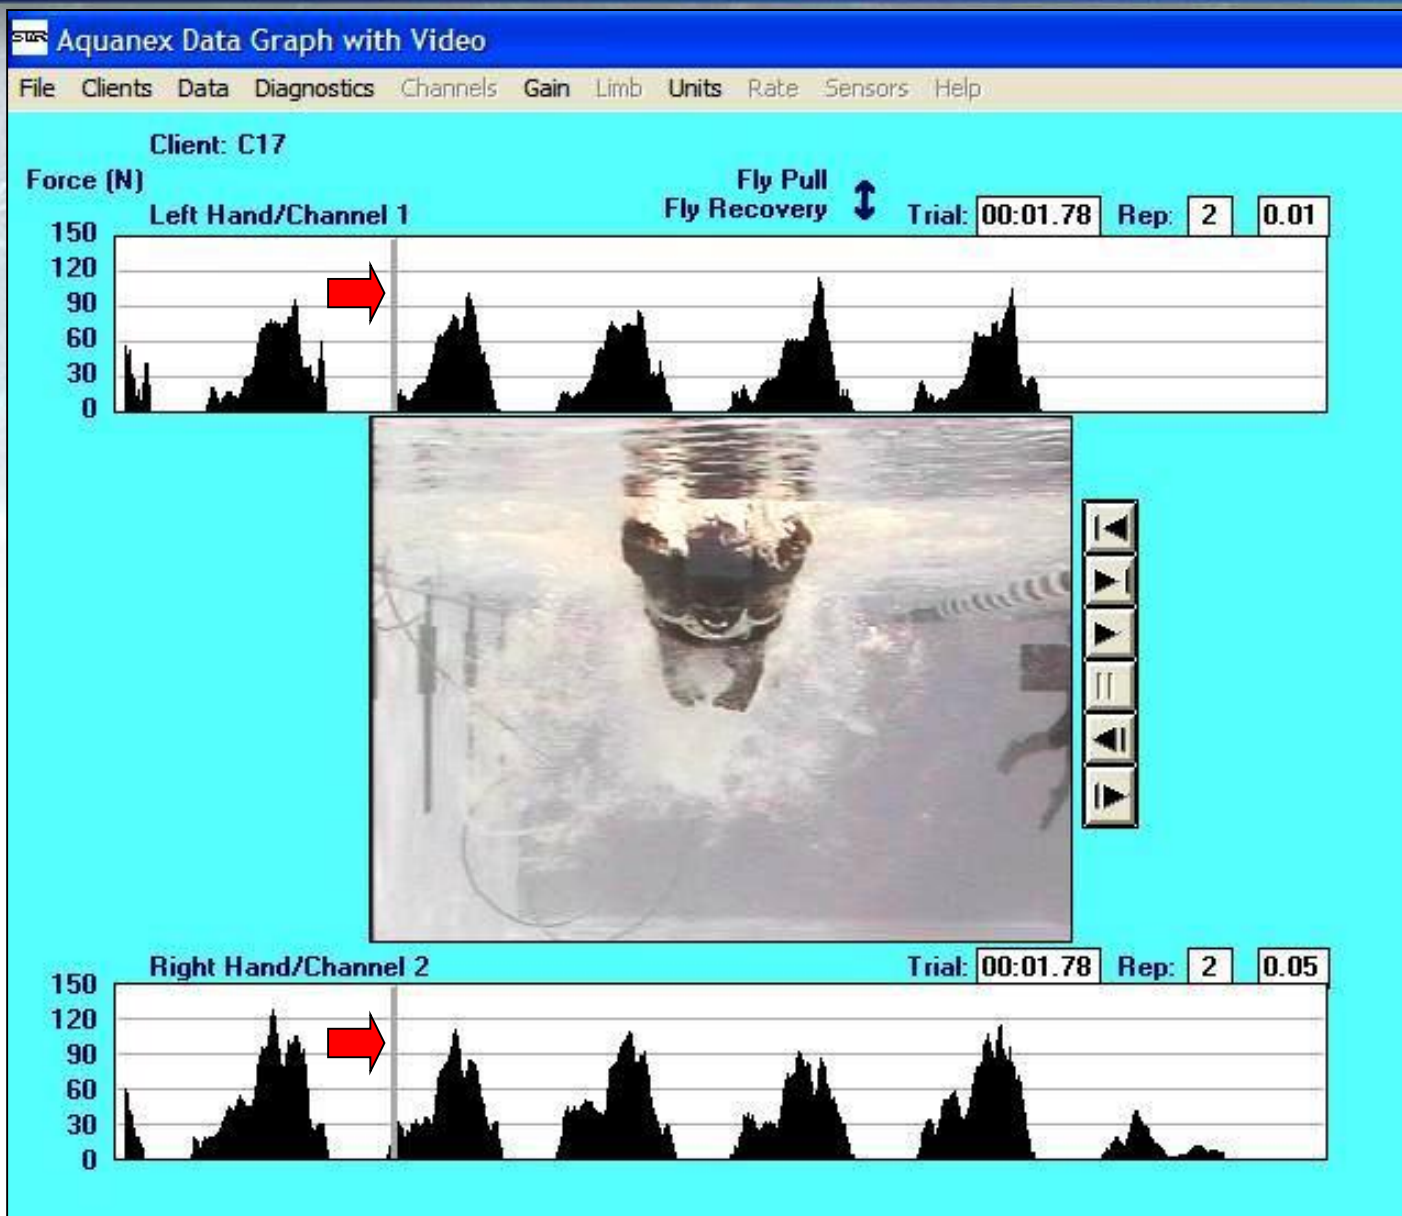 STAR Aquanex Data Graph with Video
File Clients Data Diagnostics Channels Gain Limb Units Rate Sensors Help
Client: C17
Force (N)
Fly Pull
Fly Recovery
Left Hand/Channel 1
Trial: 00:01.78 Rep: 2 0.01
150
120
90
60
30
0
Right Hand/Channel 2
Trial: 00:01.78 Rep: 2 0.05
150
120
90
60
30
0